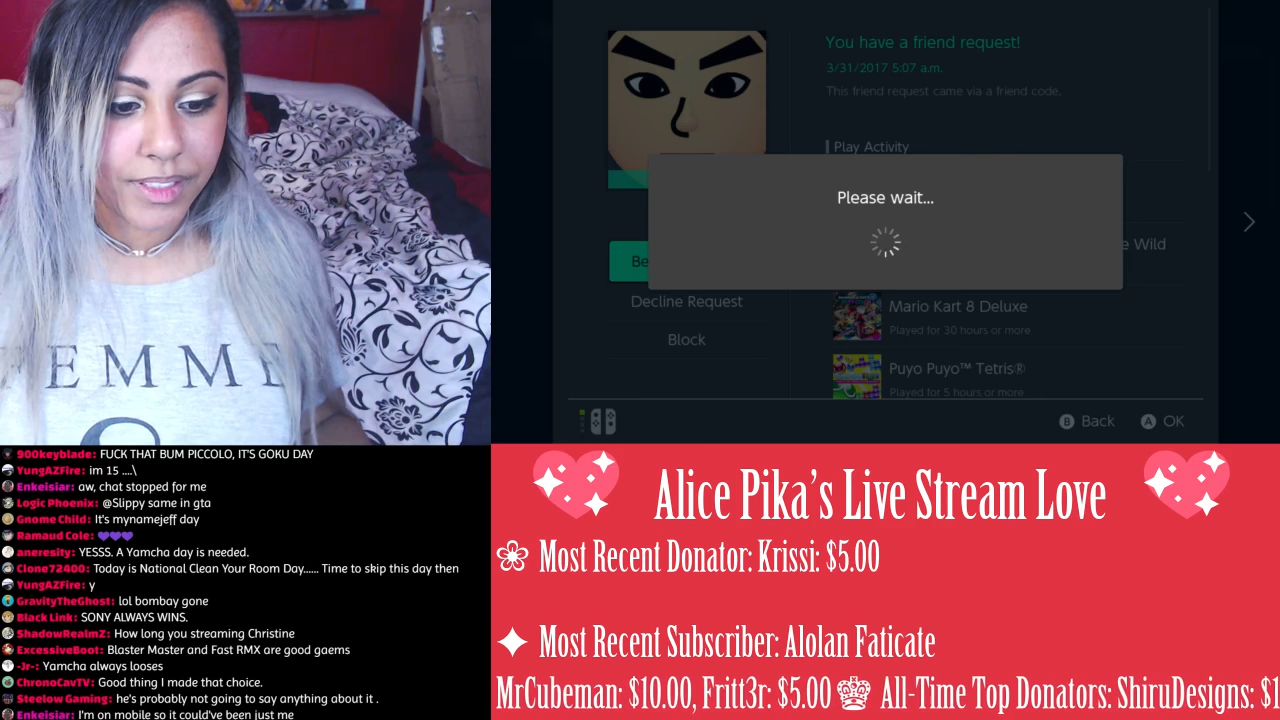 FEMME
You have a friend request!
3/31/2017 5:07 a.m.
This friend request came via a friend code.
Play Activity
Please wait...
Be
e Wild
Decline Request
Block
Mario Kart 8 Deluxe
Played for 30 hours or more
Puyo Puyo™ Tetris®
Played for 5 hours or more
B Back A OK
900keyblade: FUCK THAT BUM PICCOLO, IT'S GOKU DAY
YungAZFire: im 15 ....\
Enkeisiar: aw, chat stopped for me
Logic Phoenix: @Slippy same in gta
Gnome Child: It's mynamejeff day
Ramaud Cole: 💜💜💜
aneresity: YESSS. A Yamcha day is needed.
Clone72400: Today is National Clean Your Room Day...... Time to skip this day then
YungAZFire: y
GravityTheGhost: lol bombay gone
Black Link: SONY ALWAYS WINS.
ShadowRealmZ: How long you streaming Christine
ExcessiveBoot: Blaster Master and Fast RMX are good gaems
-Jr-: Yamcha always looses
ChronoCavTV: Good thing I made that choice.
Steelow Gaming: he's probably not going to say anything about it .
Enkeisiar: I'm on mobile so it could've been just me
Alice Pika's Live Stream Love
Most Recent Donator: Krissi: $5.00
Most Recent Subscriber: Alolan Faticate
MrCubeman: $10.00, Fritt3r: $5.00 All-Time Top Donators: ShiruDesigns: $1